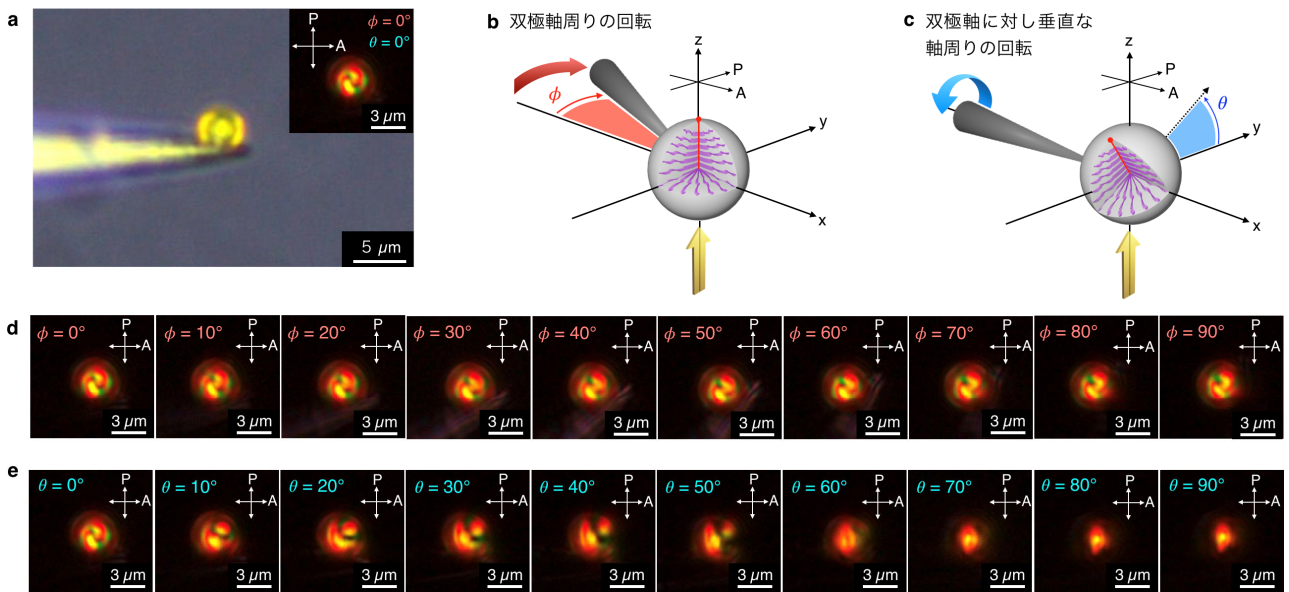 a
P
A
ϕ = 0°
θ = 0°
3 μm
5 μm
b 双極軸周りの回転
z
P
A
ϕ
y
x
c 双極軸に対し垂直な
軸周りの回転
z
P
A
θ
y
x
d
ϕ = 0° P A 3 μm
ϕ = 10° P A 3 μm
ϕ = 20° P A 3 μm
ϕ = 30° P A 3 μm
ϕ = 40° P A 3 μm
ϕ = 50° P A 3 μm
ϕ = 60° P A 3 μm
ϕ = 70° P A 3 μm
ϕ = 80° P A 3 μm
ϕ = 90° P A 3 μm
e
θ = 0° P A 3 μm
θ = 10° P A 3 μm
θ = 20° P A 3 μm
θ = 30° P A 3 μm
θ = 40° P A 3 μm
θ = 50° P A 3 μm
θ = 60° P A 3 μm
θ = 70° P A 3 μm
θ = 80° P A 3 μm
θ = 90° P A 3 μm